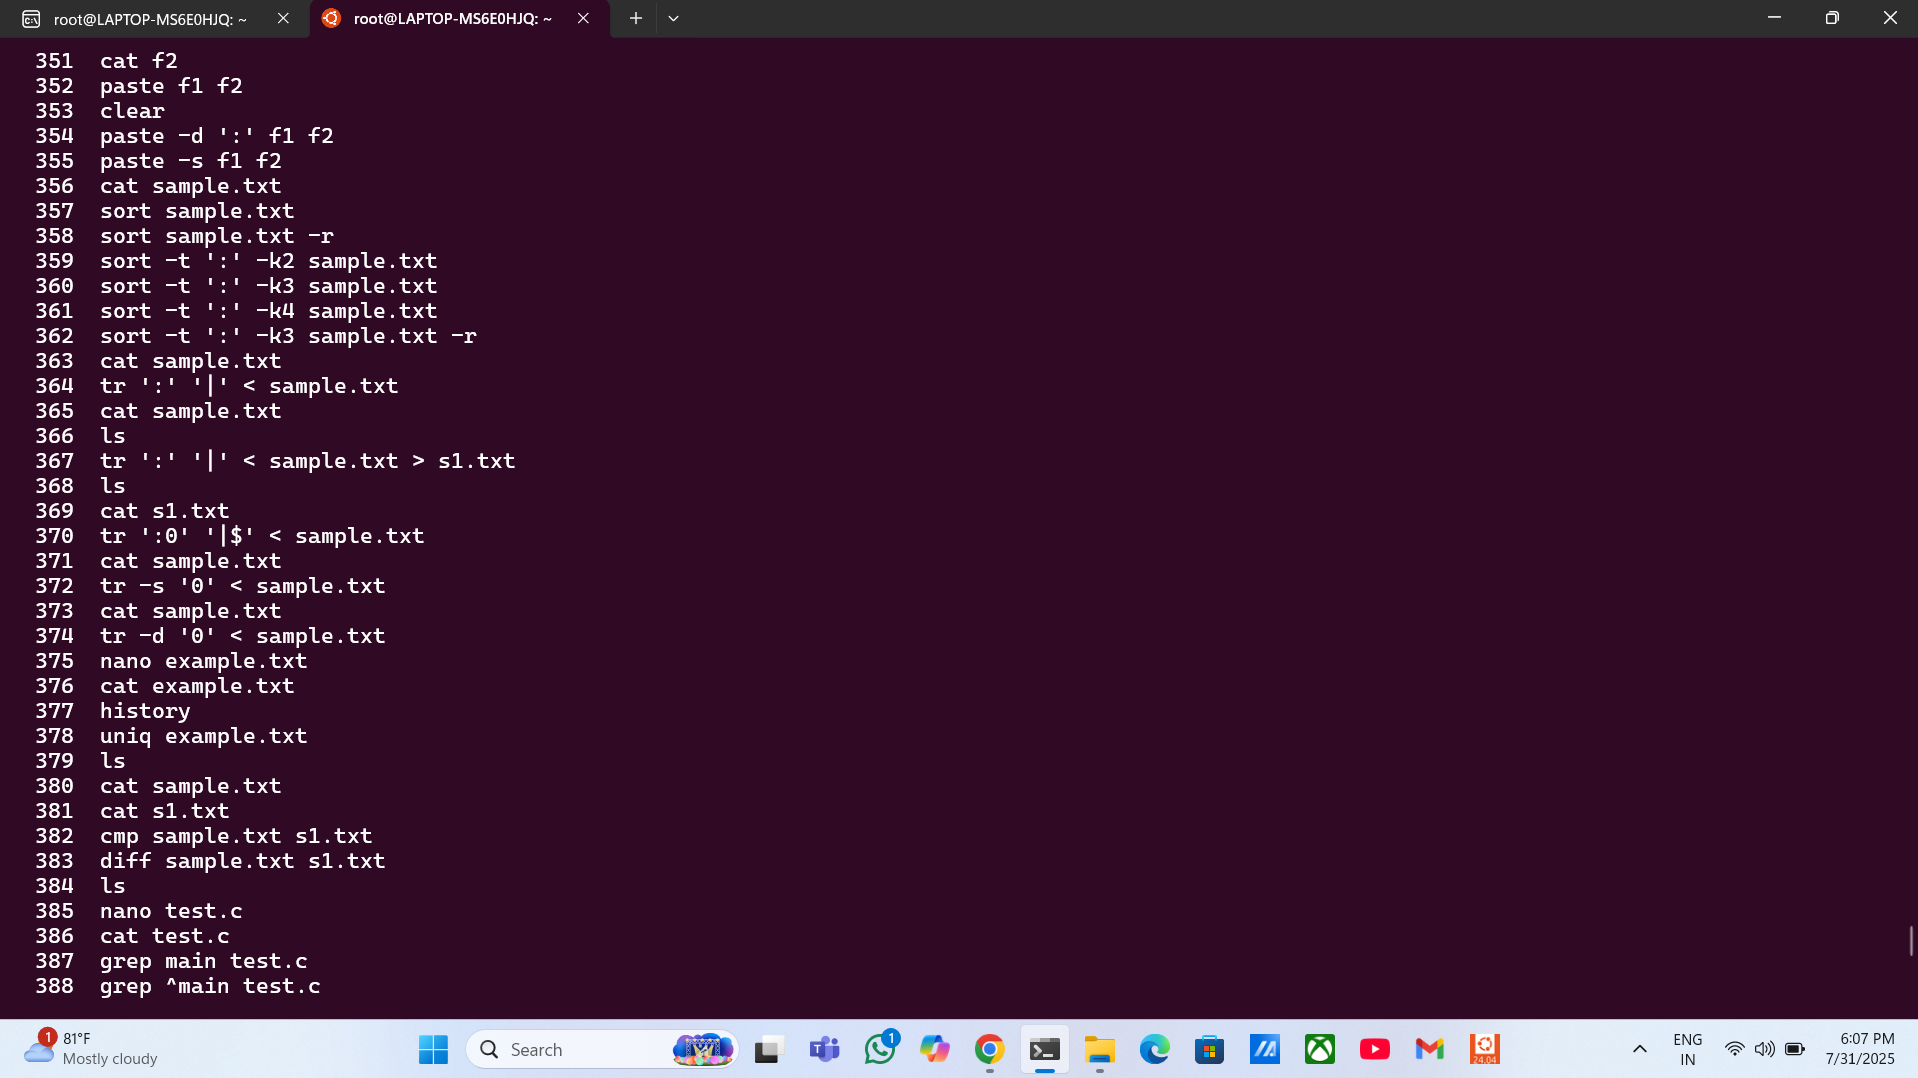 root@LAPTOP-MS6E0HJQ: ~
root@LAPTOP-MS6E0HJQ: ~
351 cat f2
352 paste f1 f2
353 clear
354 paste -d ':' f1 f2
355 paste -s f1 f2
356 cat sample.txt
357 sort sample.txt
358 sort sample.txt -r
359 sort -t ':' -k2 sample.txt
360 sort -t ':' -k3 sample.txt
361 sort -t ':' -k4 sample.txt
362 sort -t ':' -k3 sample.txt -r
363 cat sample.txt
364 tr ':' '|' < sample.txt
365 cat sample.txt
366 ls
367 tr ':' '|' < sample.txt > s1.txt
368 ls
369 cat s1.txt
370 tr ':0' '|$' < sample.txt
371 cat sample.txt
372 tr -s '0' < sample.txt
373 cat sample.txt
374 tr -d '0' < sample.txt
375 nano example.txt
376 cat example.txt
377 history
378 uniq example.txt
379 ls
380 cat sample.txt
381 cat s1.txt
382 cmp sample.txt s1.txt
383 diff sample.txt s1.txt
384 ls
385 nano test.c
386 cat test.c
387 grep main test.c
388 grep ^main test.c
1
81°F
Mostly cloudy
Search
1
24.04
ENG
IN
6:07 PM
7/31/2025